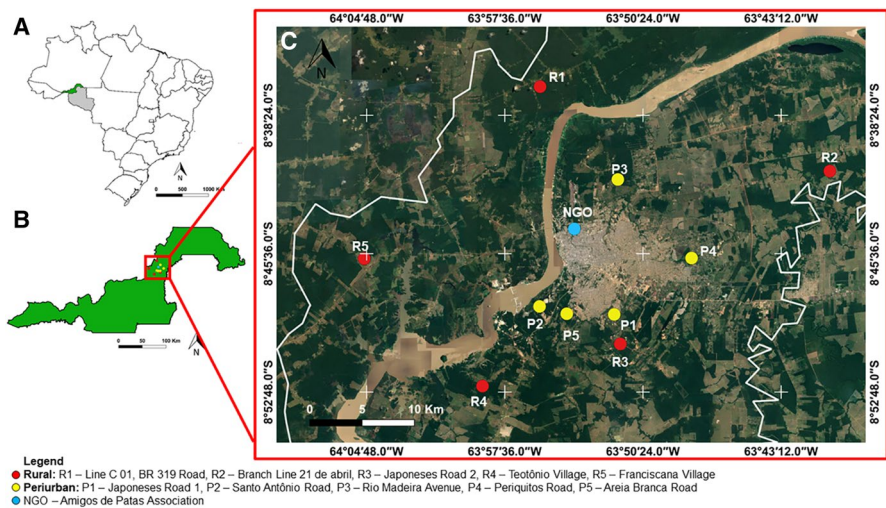 A
N
0 500 1000 Km
B
0 50 100 Km
N
C
N
64°04'48.0"W 63°57'36.0"W 63°50'24.0"W 63°43'12.0"W
8°38'24.0"S
8°45'36.0"S
8°52'48.0"S
R1
R2
P3
NGO
R5
P4
P2
P5
P1
R3
R4
0 5 10 Km
8°38'24.0"S
8°45'36.0"S
8°52'48.0"S
64°04'48.0"W 63°57'36.0"W 63°50'24.0"W 63°43'12.0"W
Legend
Rural: R1 – Line C 01, BR 319 Road, R2 – Branch Line 21 de abril, R3 – Japoneses Road 2, R4 – Teotônio Village, R5 – Franciscana Village
Periurban: P1 – Japoneses Road 1, P2 – Santo Antônio Road, P3 – Rio Madeira Avenue, P4 – Periquitos Road, P5 – Areia Branca Road
NGO – Amigos de Patas Association